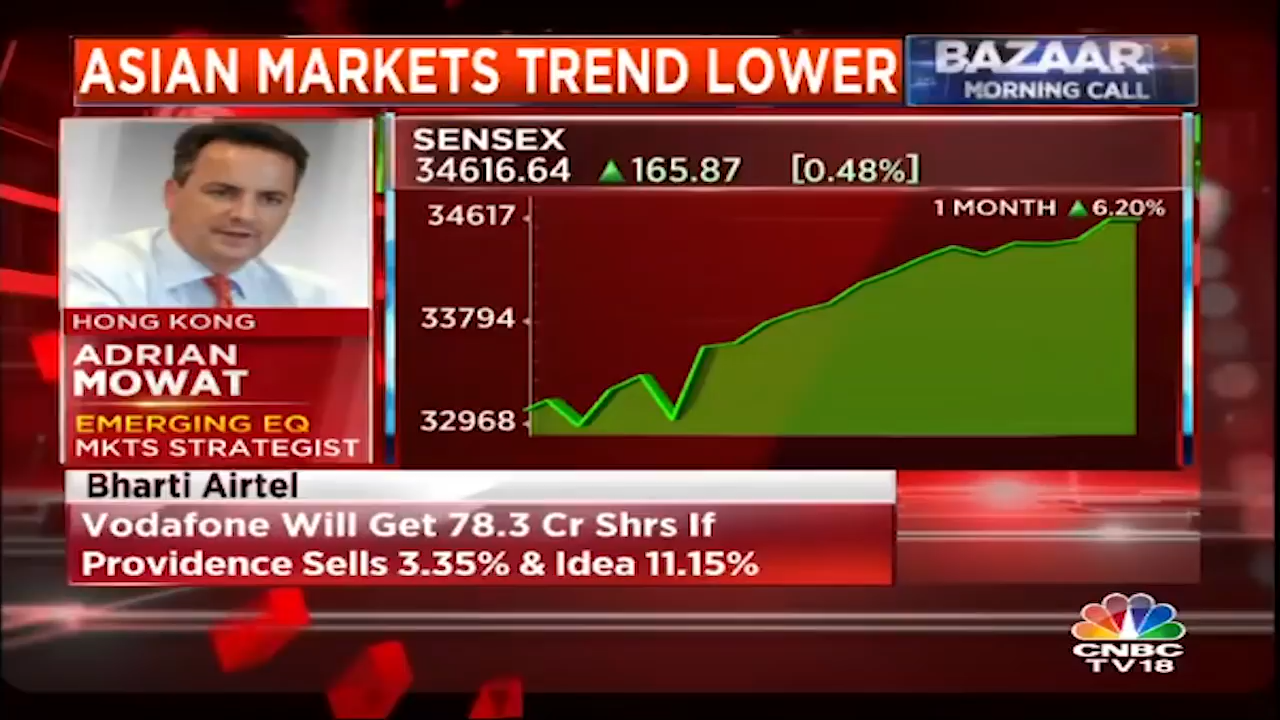 ASIAN MARKETS TREND LOWER
BAZAAR
MORNING CALL
SENSEX
34616.64 ▲165.87 [0.48%]
1 MONTH ▲ 6.20%
34617
33794
32968
HONG KONG
ADRIAN
MOWAT
EMERGING EQ
MKTS STRATEGIST
Bharti Airtel
Vodafone Will Get 78.3 Cr Shrs If
Providence Sells 3.35% & Idea 11.15%
CNBC
TV18